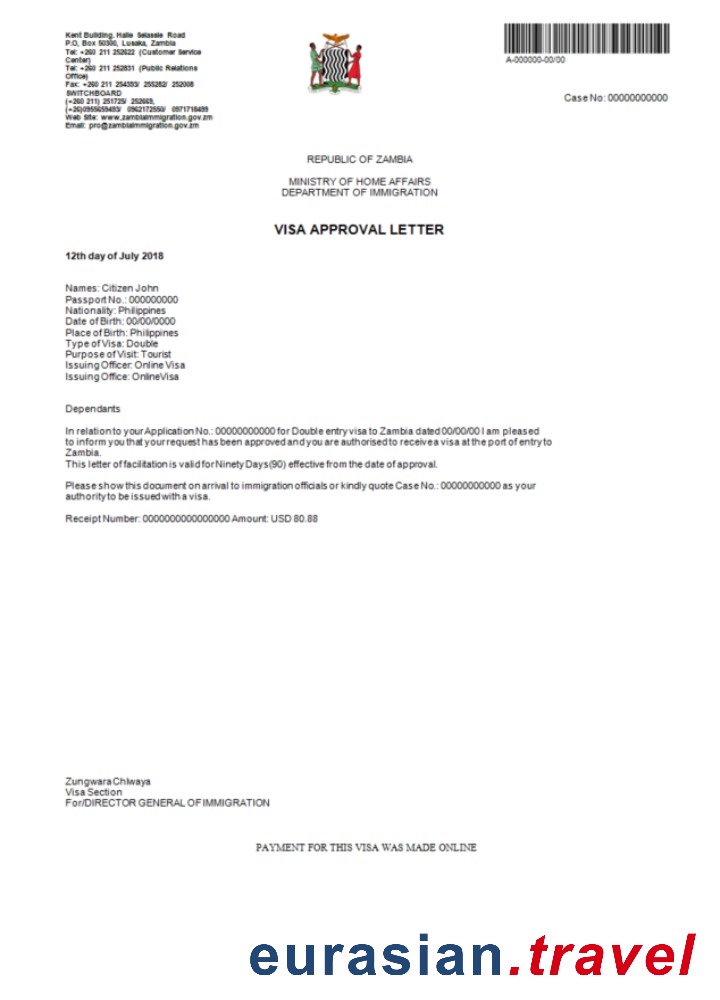 Kent Building, Haile Selassie Road
P.O, Box 50300, Lusaka, Zambia
Tel: +260 211 252622 (Customer Service
Center)
Tel: +260 211 252831 (Public Relations
Office)
Fax: +260 211 254393/ 255282/ 252008
SWITCHBOARD
(+260 211) 251725/ 252669,
(+26)0955659493/ 0962172550/ 0971718499
Web Site: www.zambiaimmigration.gov.zm
Email: pro@zambiaimmigration.gov.zm
A-000000-00/00
Case No: 00000000000
REPUBLIC OF ZAMBIA
MINISTRY OF HOME AFFAIRS
DEPARTMENT OF IMMIGRATION
VISA APPROVAL LETTER
12th day of July 2018
Names: Citizen John
Passport No.: 000000000
Nationality: Philippines
Date of Birth: 00/00/0000
Place of Birth: Philippines
Type of Visa: Double
Purpose of Visit: Tourist
Issuing Officer: Online Visa
Issuing Office: OnlineVisa
Dependants
In relation to your Application No.: 00000000000 for Double entry visa to Zambia dated 00/00/00 I am pleased
to inform you that your request has been approved and you are authorised to receive a visa at the port of entry to
Zambia.
This letter of facilitation is valid for Ninety Days(90) effective from the date of approval.
Please show this document on arrival to immigration officials or kindly quote Case No.: 00000000000 as your
authority to be issued with a visa.
Receipt Number: 0000000000000000 Amount: USD 80.88
Zungwara Chiwaya
Visa Section
For/DIRECTOR GENERAL OF IMMIGRATION
PAYMENT FOR THIS VISA WAS MADE ONLINE
eurasian.travel